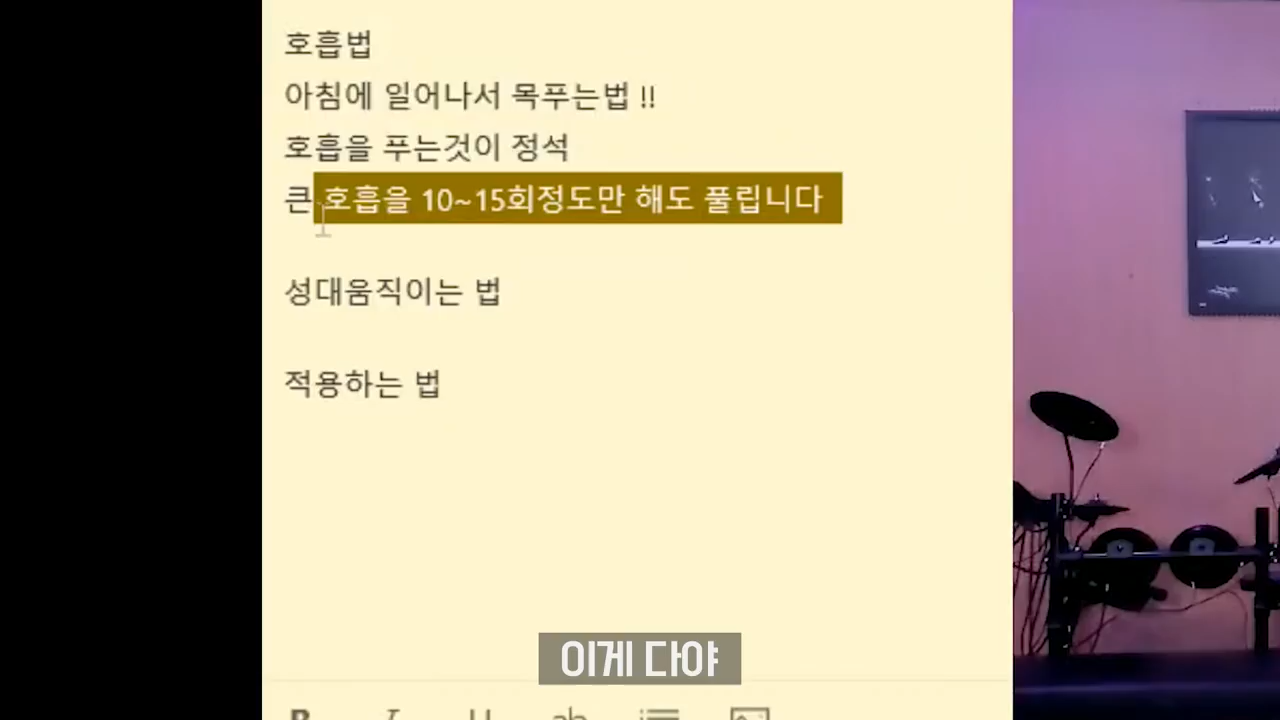 호흡법
아침에 일어나서 목푸는법 !!
호흡을 푸는것이 정석
큰 호흡을 10~15회정도만 해도 풀립니다
성대움직이는 법
적용하는 법
이게 다야
B I U ab